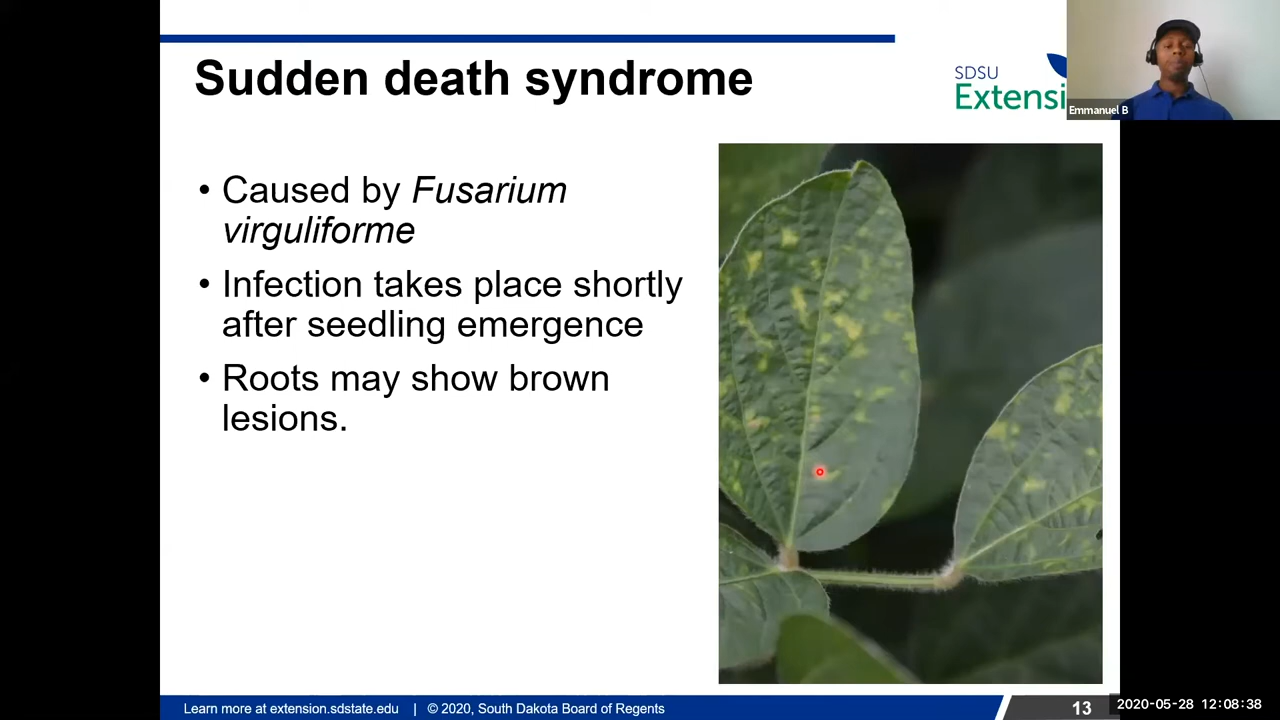 Sudden death syndrome
SDSU
Extensi
Emmanuel B
• Caused by Fusarium
virguliforme
• Infection takes place shortly
after seedling emergence
• Roots may show brown
lesions.
Learn more at extension.sdstate.edu | © 2020, South Dakota Board of Regents
13
2020-05-28 12:08:38